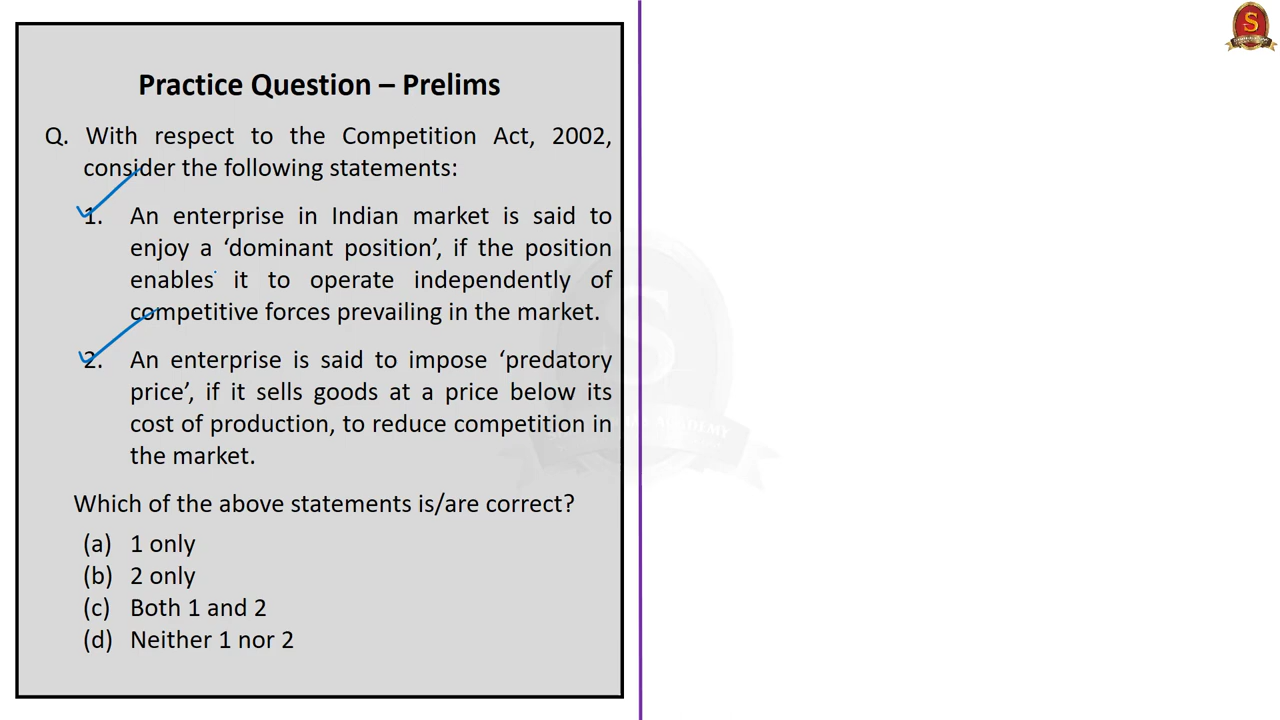 S
Practice Question – Prelims
Q. With respect to the Competition Act, 2002,
consider the following statements:
1. An enterprise in Indian market is said to
enjoy a ‘dominant position’, if the position
enables it to operate independently of
competitive forces prevailing in the market.
2. An enterprise is said to impose ‘predatory
price’, if it sells goods at a price below its
cost of production, to reduce competition in
the market.
Which of the above statements is/are correct?
(a) 1 only
(b) 2 only
(c) Both 1 and 2
(d) Neither 1 nor 2